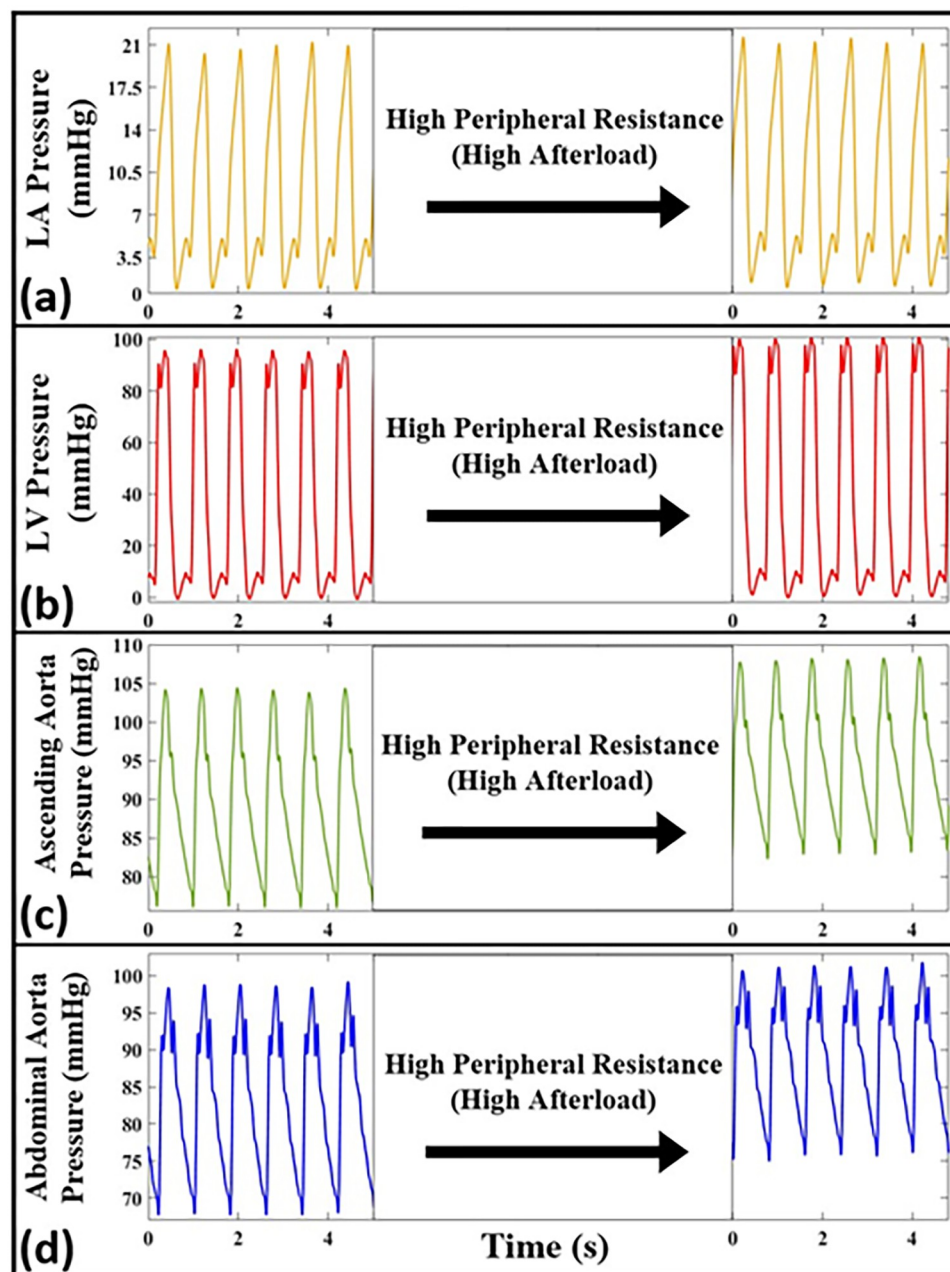 LA Pressure
(mmHg)
21
17.5
14
10.5
7
3.5
0
0 2 4
High Peripheral Resistance
(High Afterload)
0 2 4
(a)
LV Pressure
(mmHg)
100
80
60
40
20
0
0 2 4
High Peripheral Resistance
(High Afterload)
0 2 4
(b)
Ascending Aorta
Pressure (mmHg)
110
105
100
95
90
85
80
0 2 4
High Peripheral Resistance
(High Afterload)
0 2 4
(c)
Abdominal Aorta
Pressure (mmHg)
100
95
90
85
80
75
70
0 2 4
High Peripheral Resistance
(High Afterload)
0 2 4
(d)
Time (s)